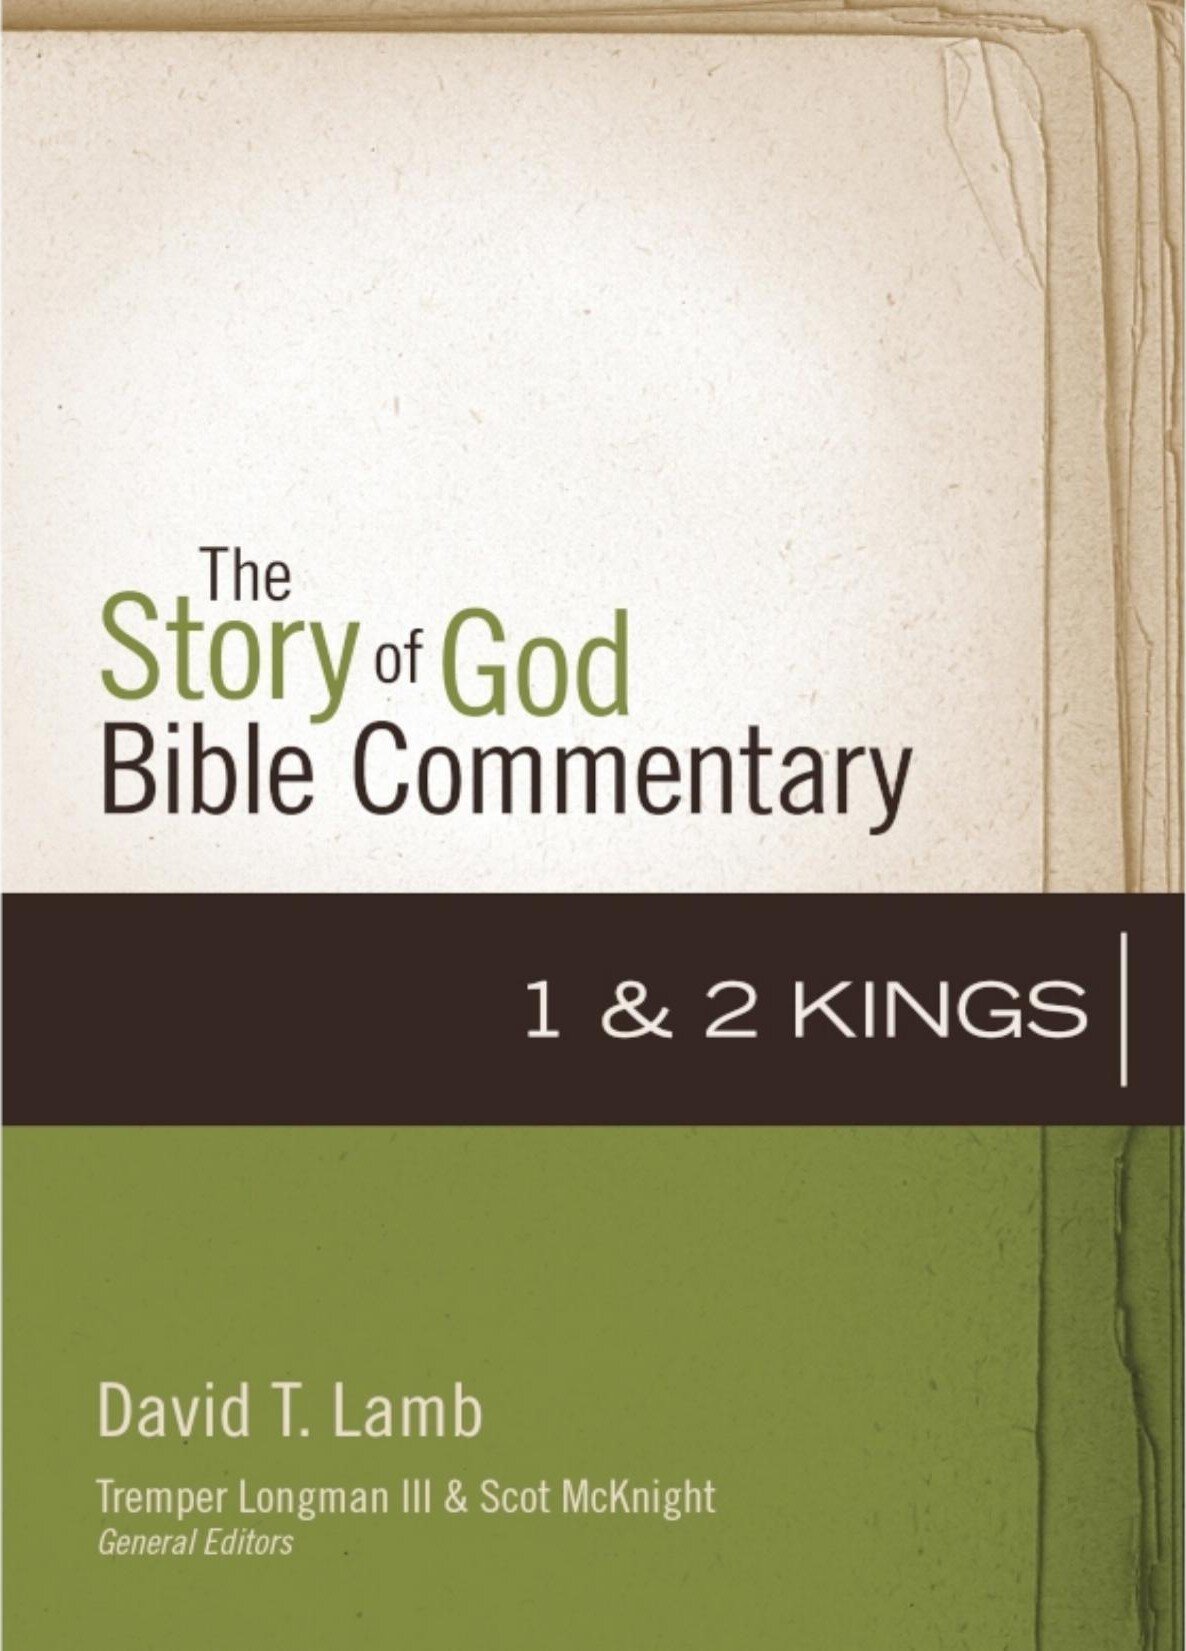 The
Story of God
Bible Commentary
1 & 2 KINGS
David T. Lamb
Tremper Longman III & Scot McKnight
General Editors